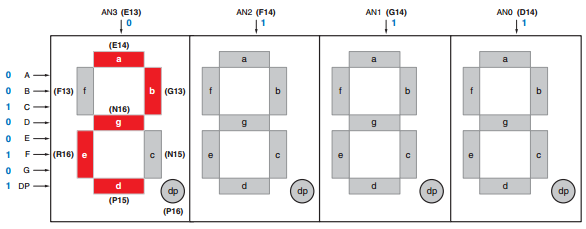 AN3 (E13) AN2 (F14) AN1 (G14) AN0 (D14)
0 1 1 1
(E14)
a a a a
0 A
0 B (F13) f b (G13) f b f b f b
1 C
(N16)
0 D g g g g
0 E
1 F (R16) e c (N15) e c e c e c
0 G
1 DP d dp d dp d dp d dp
(P15) (P16)